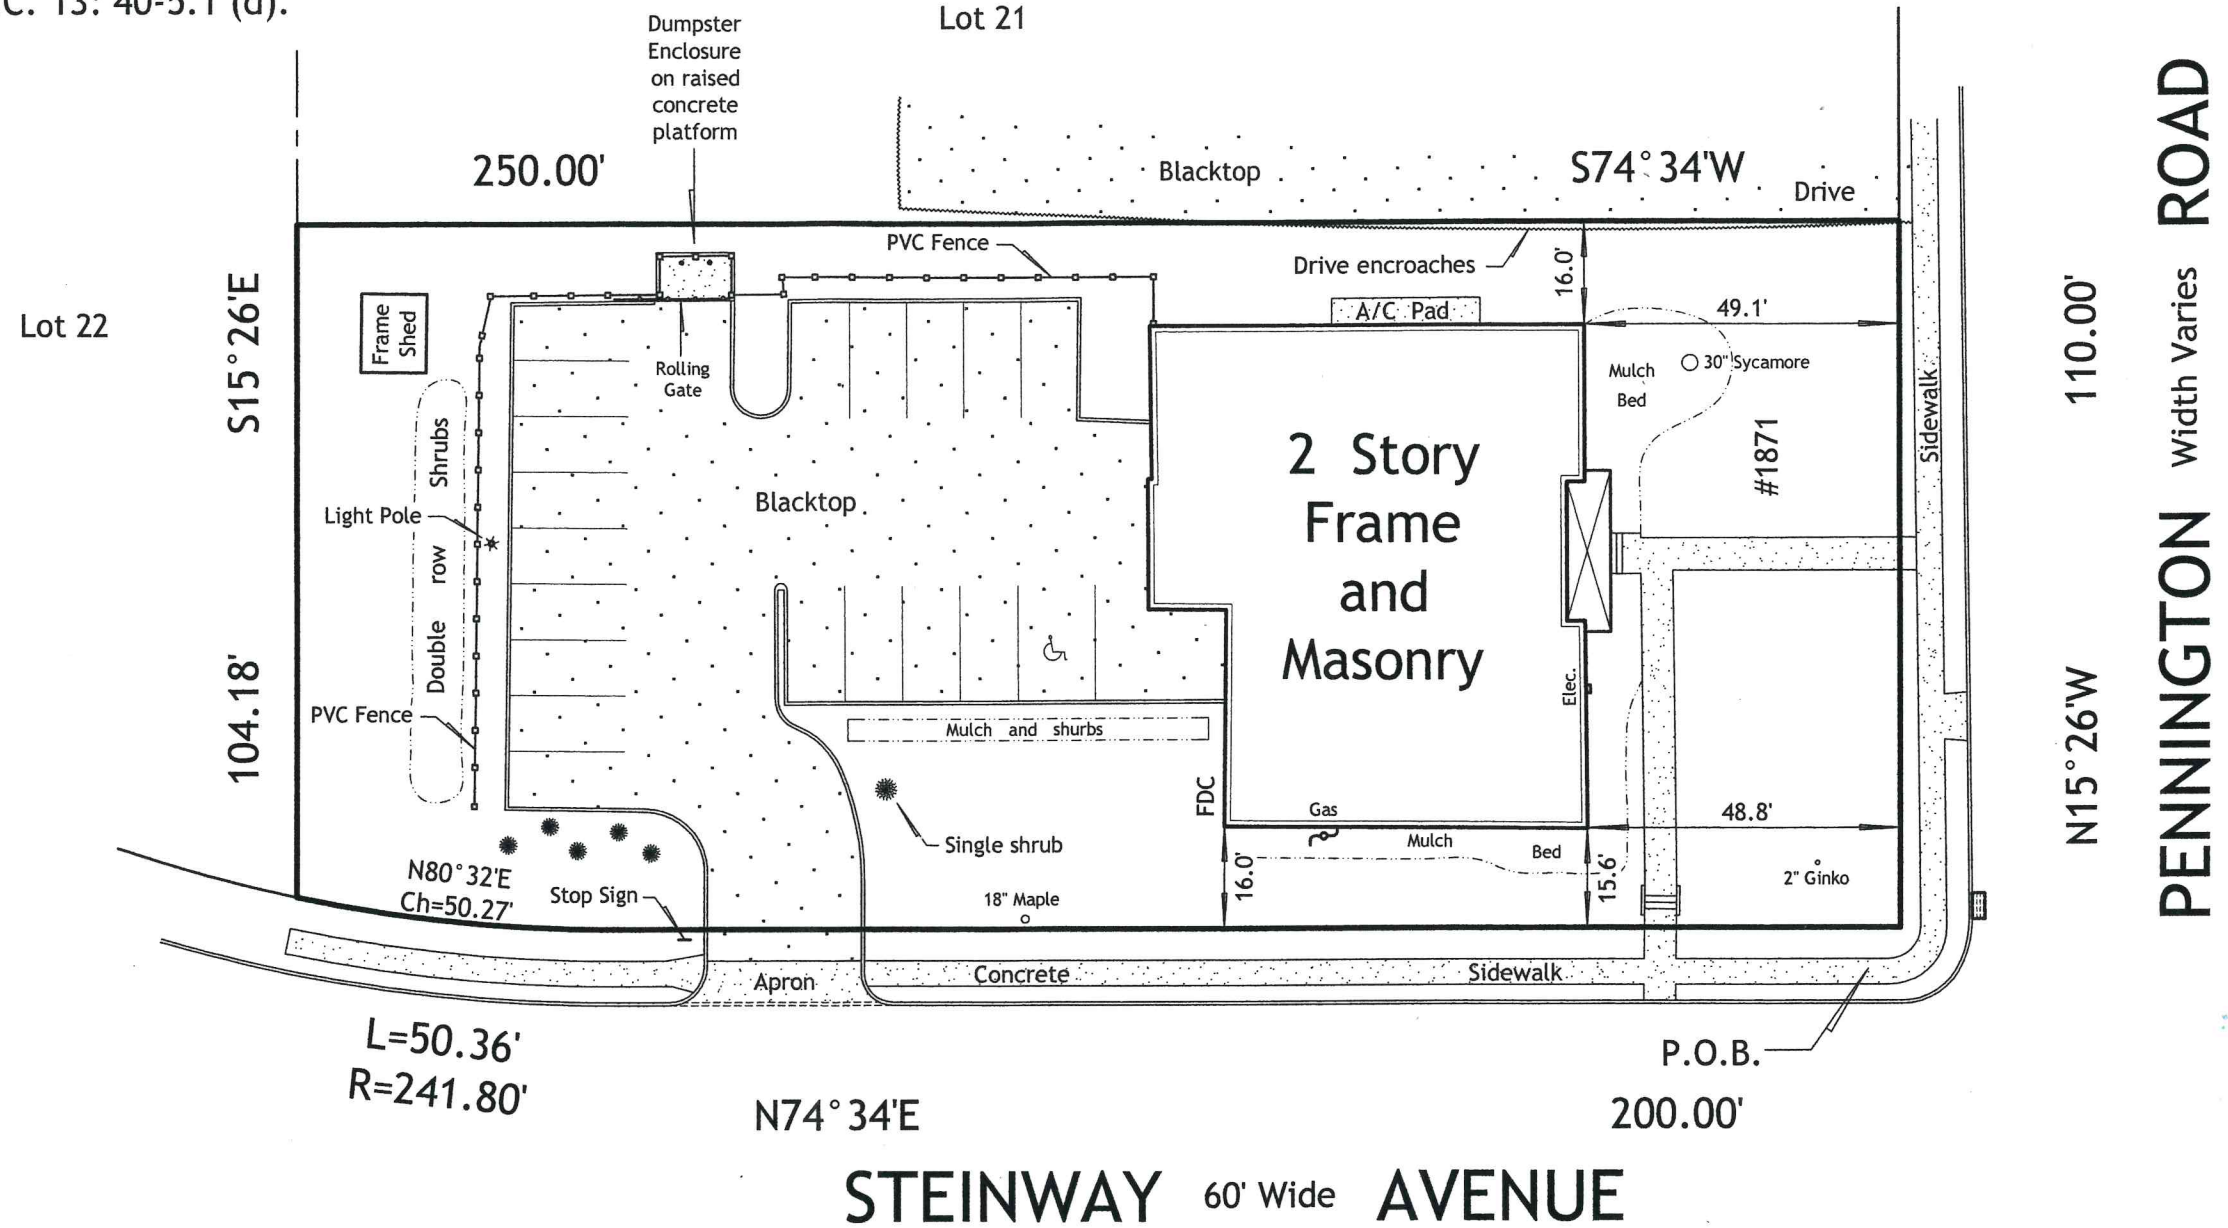 C. 13: 40-5.1 (d).
Lot 21
Dumpster
Enclosure
on raised
concrete
platform
250.00'
Blacktop
S74°34'W
Drive
PVC Fence
Drive encroaches
16.0'
49.1'
A/C Pad
Lot 22
S15°26'E
104.18'
Frame
Shed
Rolling
Gate
Mulch
Bed
30" Sycamore
#1871
Sidewalk
110.00'
N15°26'W
PENNINGTON Width Varies ROAD
Double row Shrubs
Light Pole
Blacktop
2 Story
Frame
and
Masonry
Elec.
PVC Fence
Mulch and shurbs
FDC
Gas
Mulch Bed
48.8'
Single shrub
16.0'
15.6'
2" Ginko
N80°32'E
Ch=50.27'
Stop Sign
18" Maple
Apron
Concrete
Sidewalk
L=50.36'
R=241.80'
P.O.B.
N74°34'E
200.00'
STEINWAY 60' Wide AVENUE